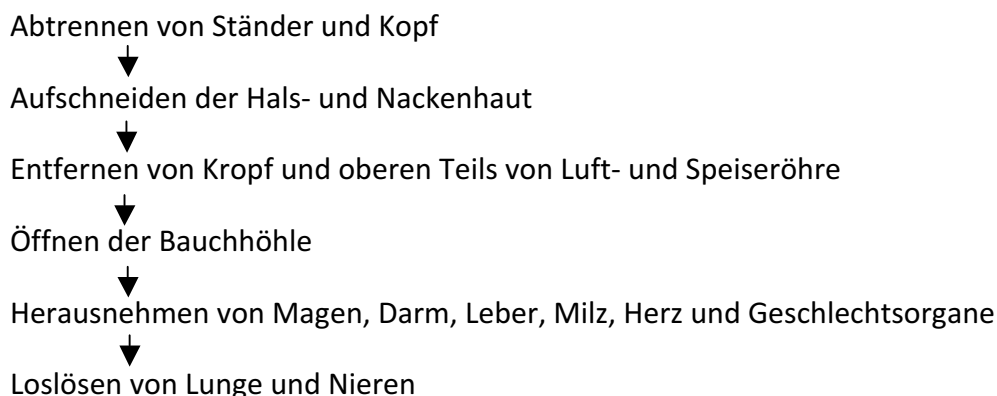 Abtrennen von Ständer und Kopf
Aufschneiden der Hals- und Nackenhaut
Entfernen von Kropf und oberen Teils von Luft- und Speiseröhre
Öffnen der Bauchhöhle
Herausnehmen von Magen, Darm, Leber, Milz, Herz und Geschlechtsorgane
Loslösen von Lunge und Nieren